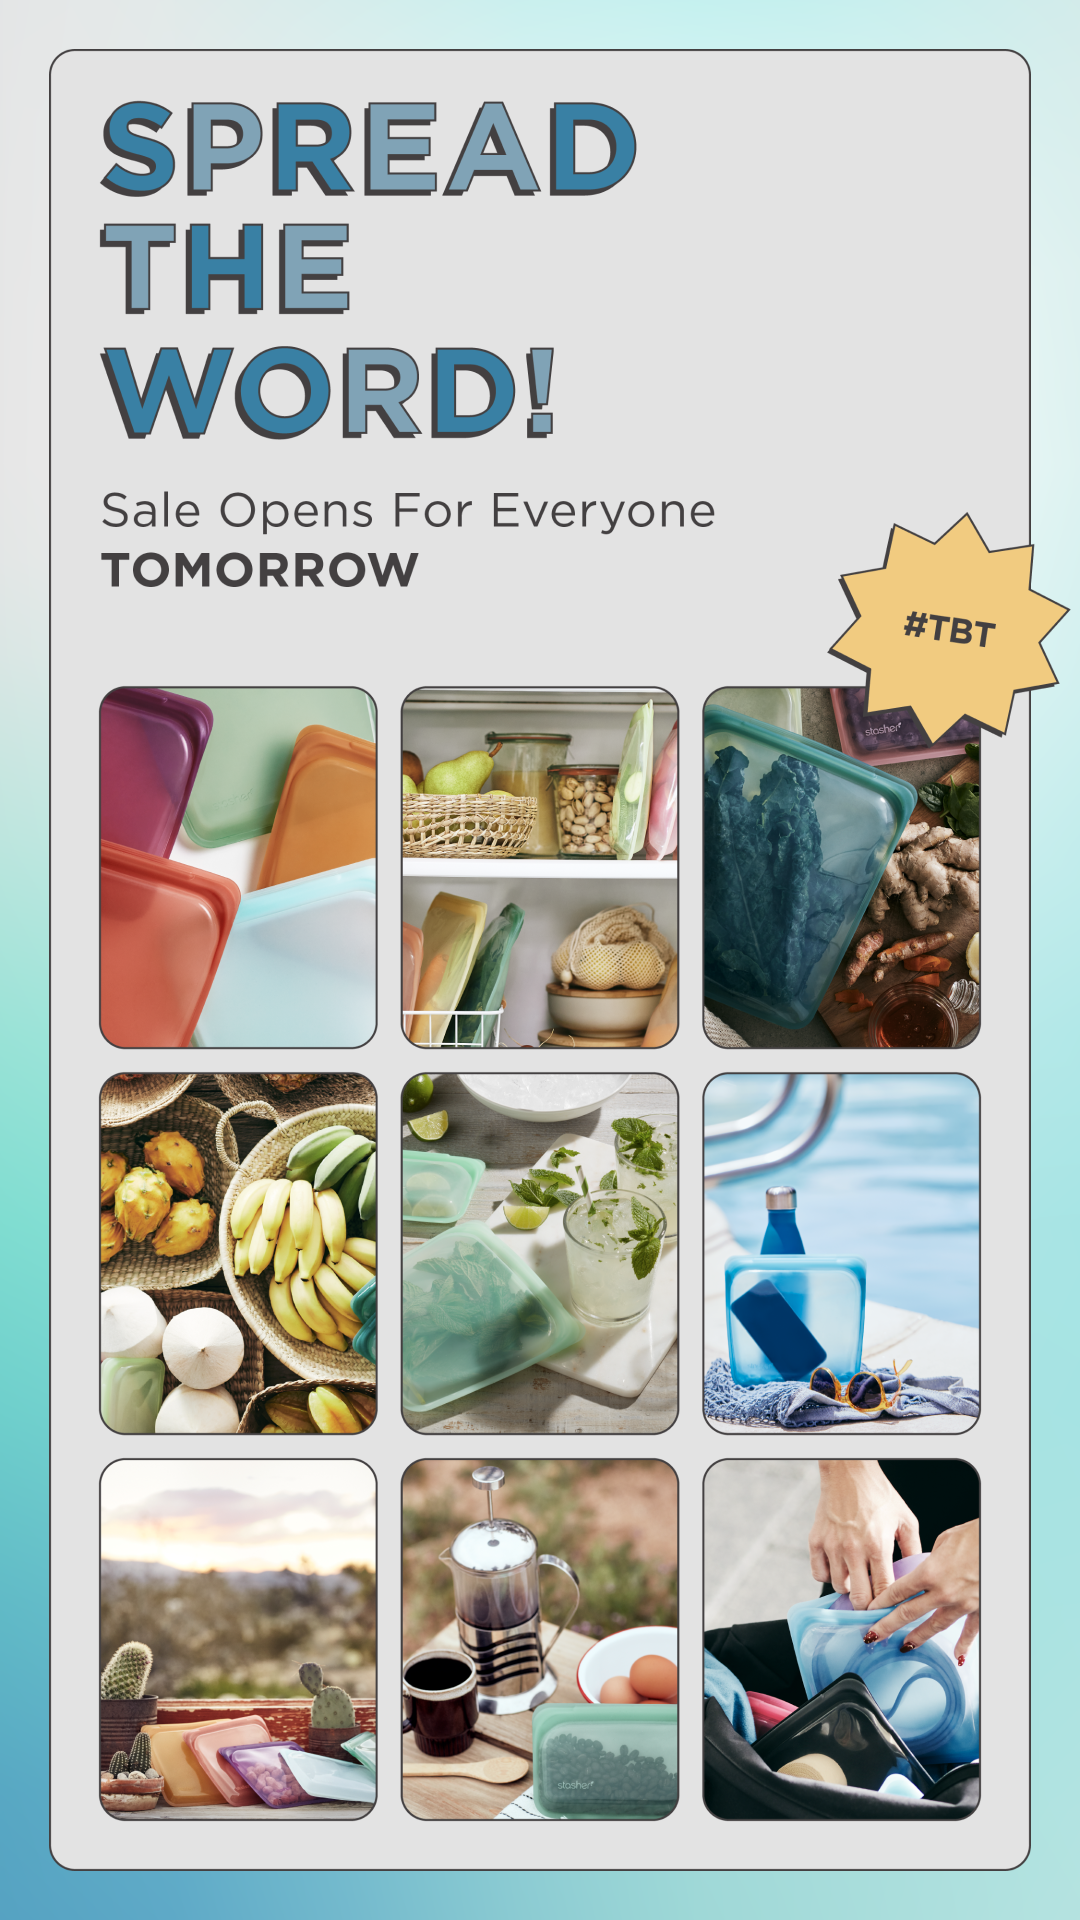 SPREAD
THE
WORD!
Sale Opens For Everyone
TOMORROW
#TBT
stasher
stasher